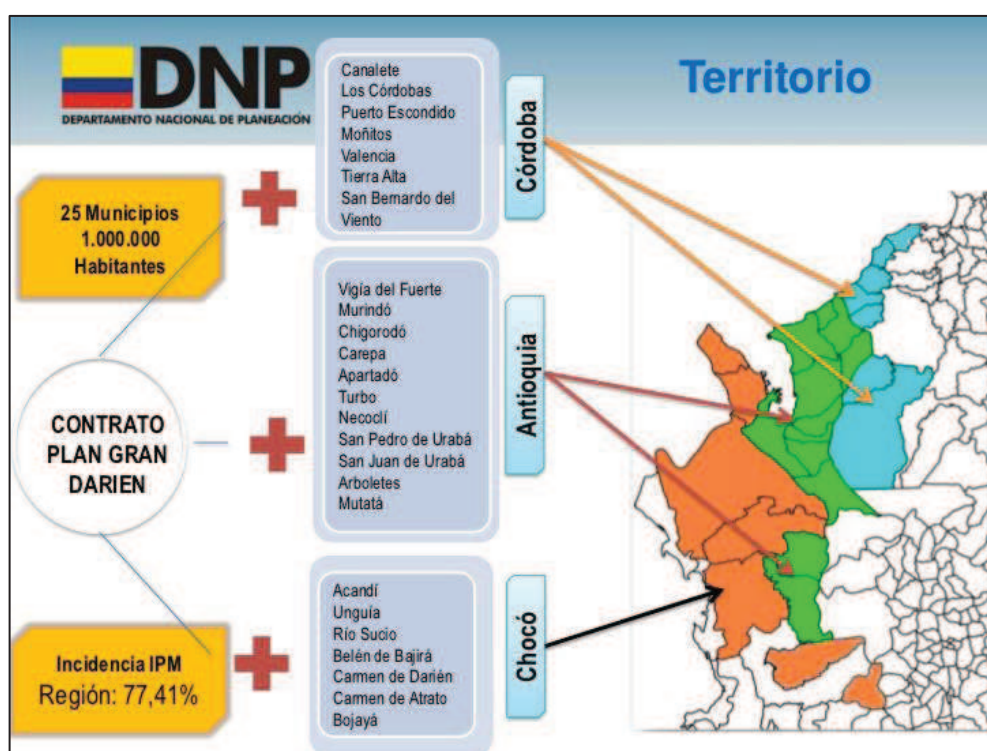 DNP
DEPARTAMENTO NACIONAL DE PLANEACIÓN
Territorio
25 Municipios
1.000.000
Habitantes
CONTRATO
PLAN GRAN
DARIEN
Incidencia IPM
Región: 77,41%
Canalete
Los Córdobas
Puerto Escondido
Moñitos
Valencia
Tierra Alta
San Bernardo del
Viento
Córdoba
Vigía del Fuerte
Murindó
Chigorodó
Carepa
Apartadó
Turbo
Necoclí
San Pedro de Urabá
San Juan de Urabá
Arboletes
Mutatá
Antioquia
Acandí
Unguía
Río Sucio
Belén de Bajirá
Carmen de Darién
Carmen de Atrato
Bojayá
Chocó